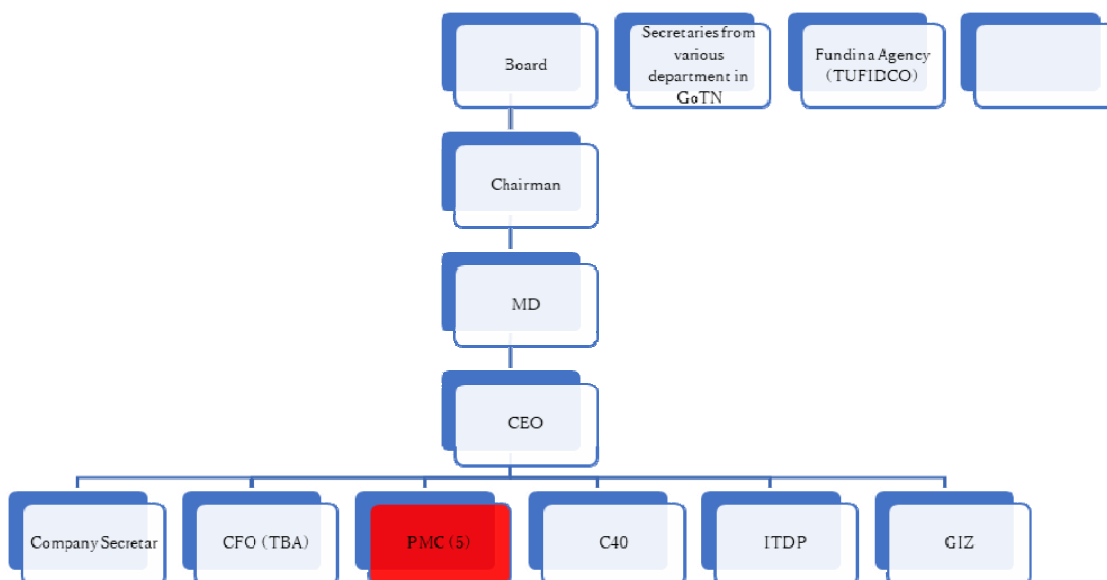 Board
Secretaries from
various
department in
GoTN
Fundina Agency
(TUFIDCO)
Chairman
MD
CEO
Company Secretar
CFO (TBA)
PMC (5)
C40
ITDP
GIZ